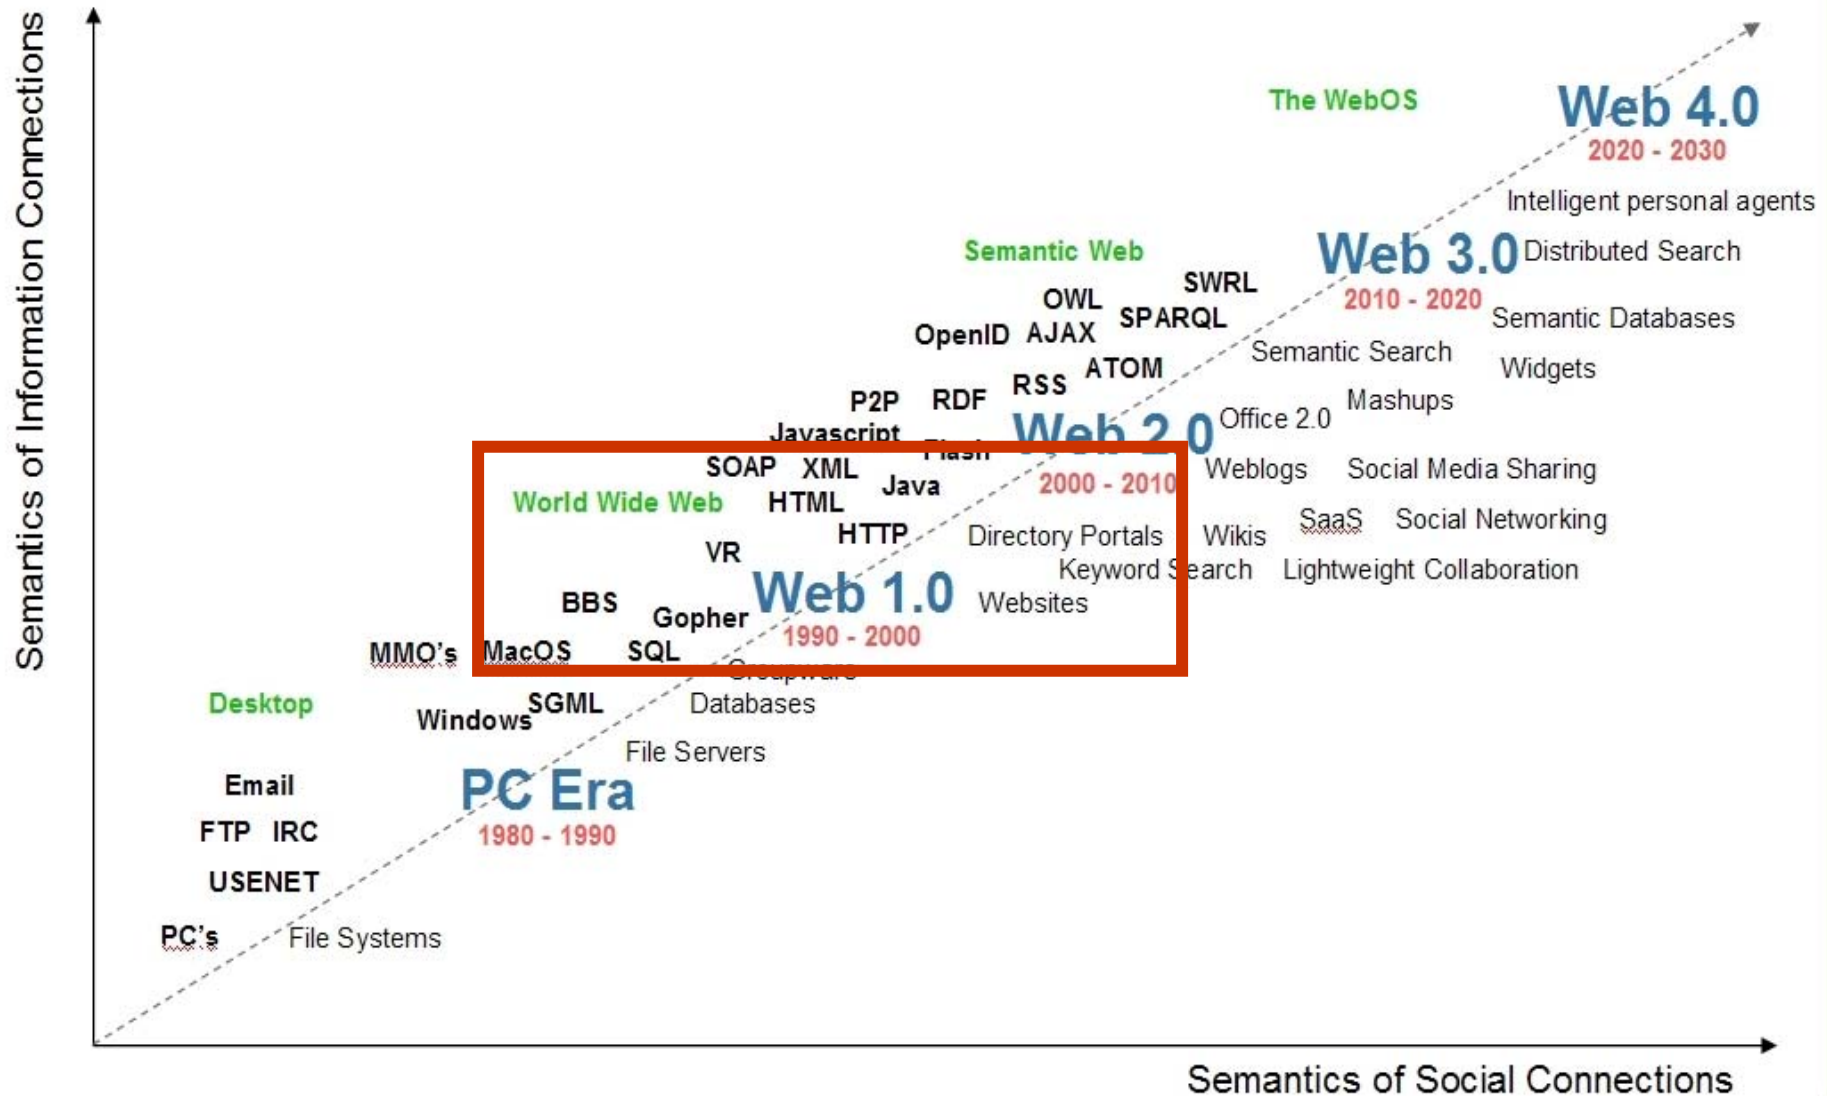 Semantics of Information Connections
The WebOS
Web 4.0
2020 - 2030
Intelligent personal agents
Semantic Web
Web 3.0
Distributed Search
2010 - 2020
SWRL
OWL
SPARQL
Semantic Databases
OpenID
AJAX
Semantic Search
ATOM
Widgets
RSS
P2P
RDF
Mashups
Office 2.0
Javascript
Flash
Web 2.0
2000 - 2010
SOAP
XML
Weblogs
Social Media Sharing
Java
World Wide Web
HTML
HTTP
SaaS
Social Networking
Directory Portals
Wikis
VR
Keyword Search
Lightweight Collaboration
Web 1.0
1990 - 2000
BBS
Websites
Gopher
MMO's
MacOS
SQL
Groupware
Desktop
SGML
Databases
Windows
File Servers
Email
PC Era
1980 - 1990
FTP
IRC
USENET
PC's
File Systems
Semantics of Social Connections